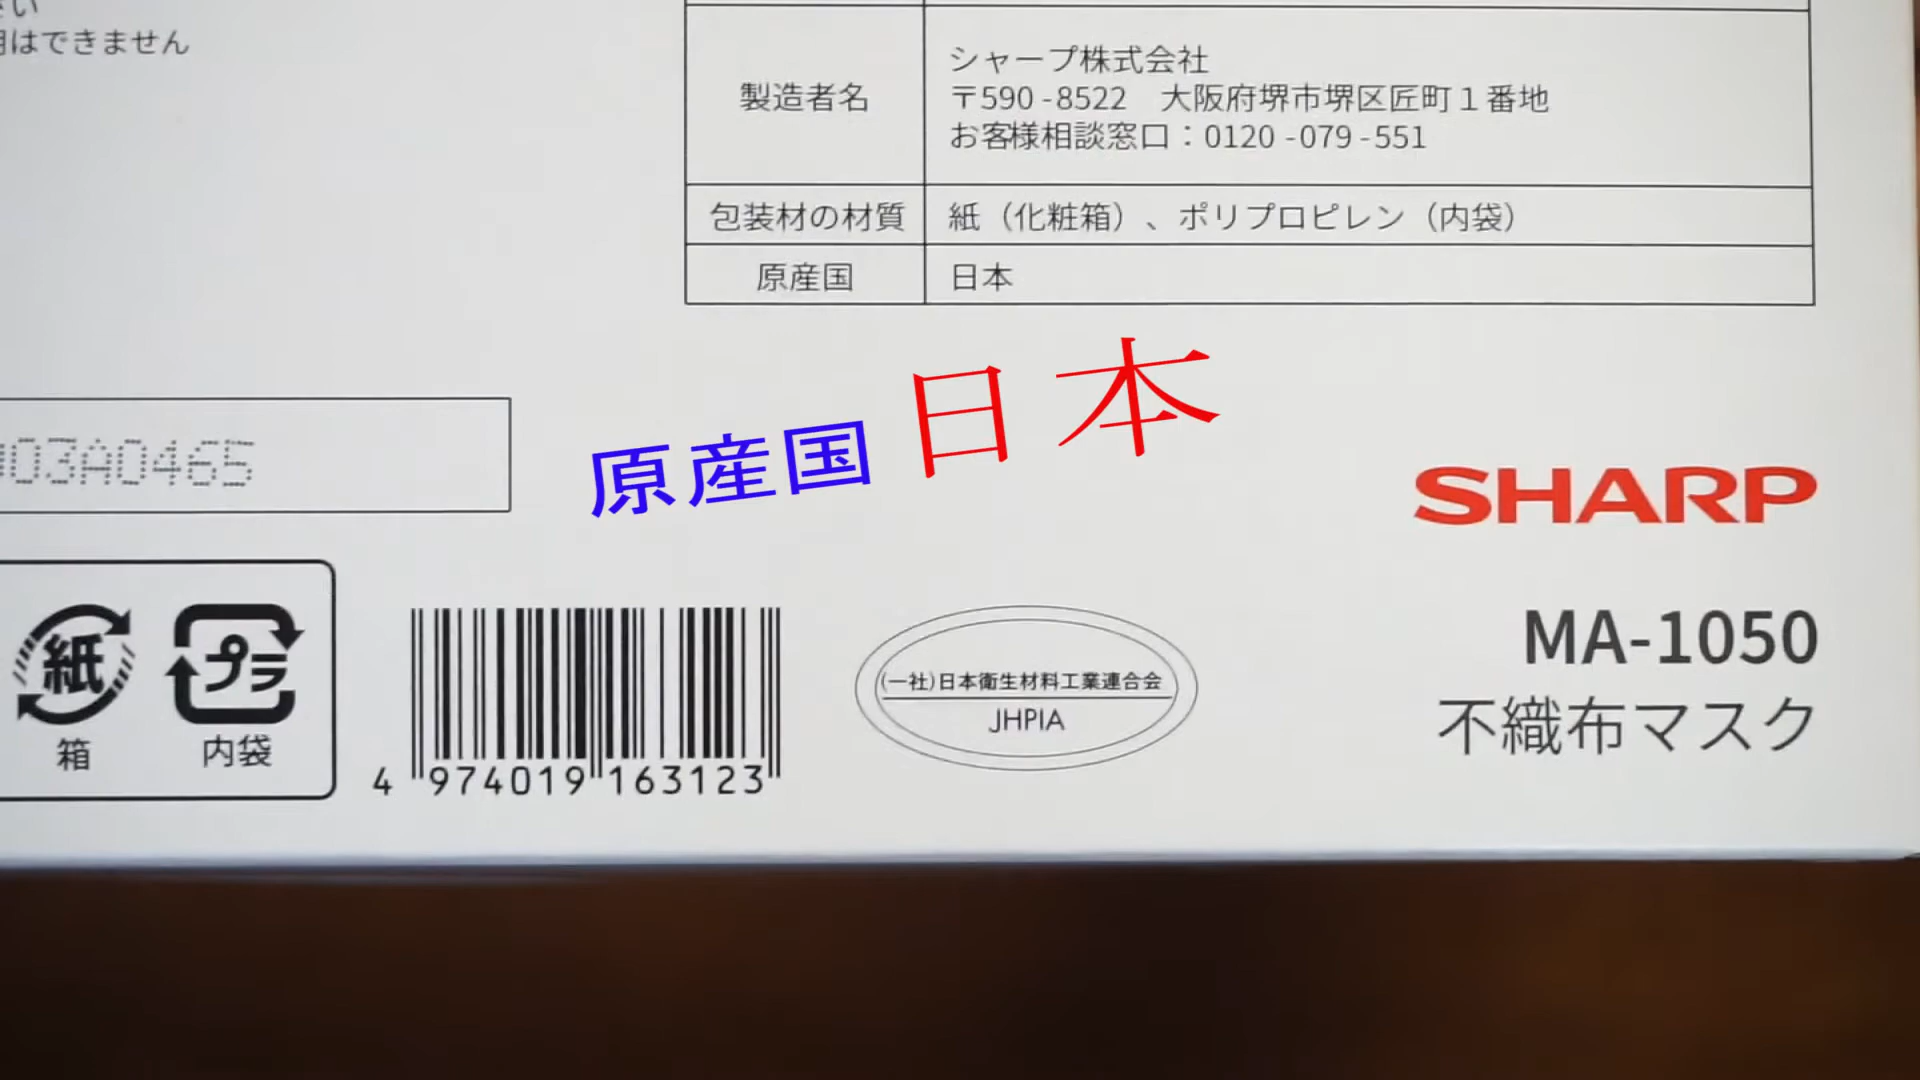 さい
用はできません
製造者名
シャープ株式会社
〒590-8522 大阪府堺市堺区匠町1番地
お客様相談窓口：0120-079-551
包装材の材質
紙（化粧箱）、ポリプロピレン（内袋）
原産国
日本
原産国 日本
03A0465
SHARP
紙
プラ
箱
内袋
4 974019 163123
(一社)日本衛生材料工業連合会
JHPIA
MA-1050
不織布マスク